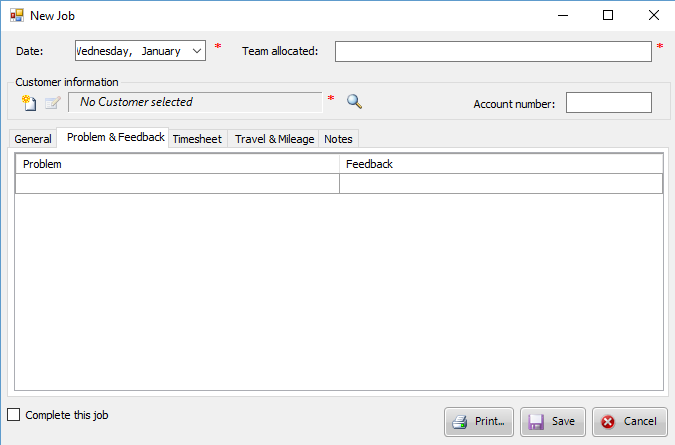 New Job
Date: Wednesday, January * Team allocated: *
Customer information
No Customer selected * Account number:
General Problem & Feedback Timesheet Travel & Mileage Notes
Problem Feedback
Complete this job Print... Save Cancel